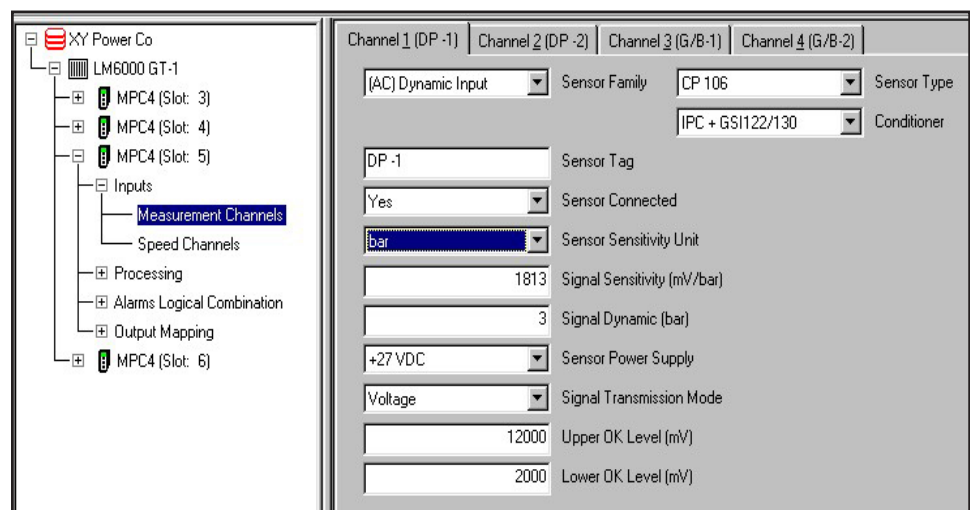 XY Power Co
LM6000 GT-1
MPC4 (Slot: 3)
MPC4 (Slot: 4)
MPC4 (Slot: 5)
Inputs
Measurement Channels
Speed Channels
Processing
Alarms Logical Combination
Output Mapping
MPC4 (Slot: 6)
Channel 1 (DP -1) Channel 2 (DP -2) Channel 3 (G/B-1) Channel 4 (G/B-2)
(AC) Dynamic Input Sensor Family CP 106 Sensor Type
IPC + GSI122/130 Conditioner
DP -1 Sensor Tag
Yes Sensor Connected
bar Sensor Sensitivity Unit
1813 Signal Sensitivity (mV/bar)
3 Signal Dynamic (bar)
+27 VDC Sensor Power Supply
Voltage Signal Transmission Mode
12000 Upper OK Level (mV)
2000 Lower OK Level (mV)